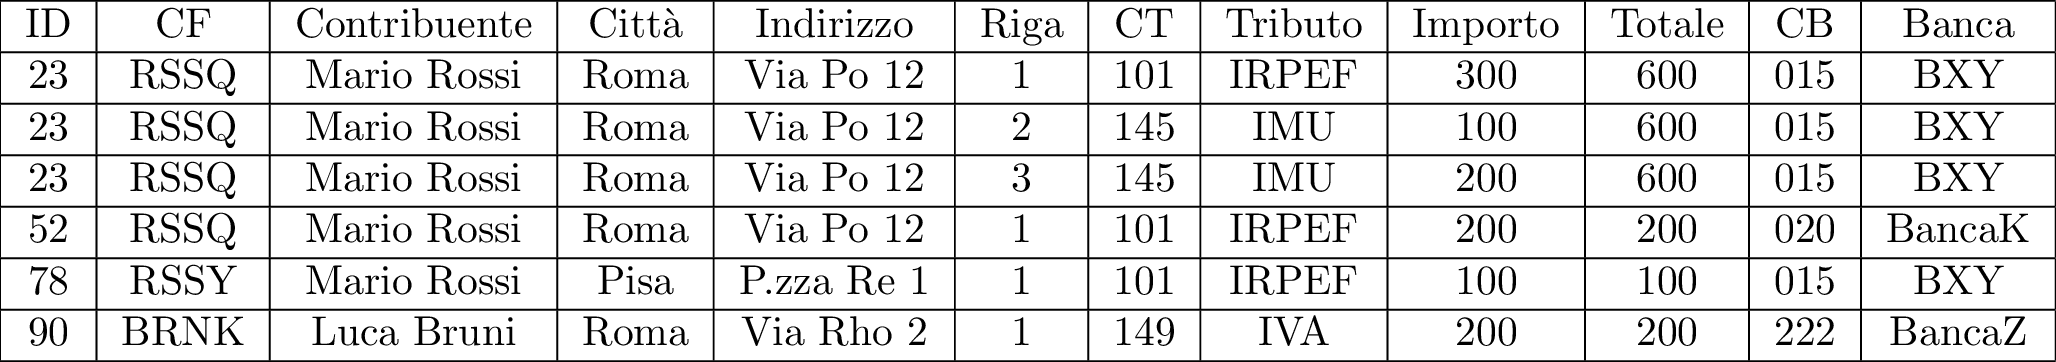 ID CF Contribuente Città Indirizzo Riga CT Tributo Importo Totale CB Banca
23 RSSQ Mario Rossi Roma Via Po 12 1 101 IRPEF 300 600 015 BXY
23 RSSQ Mario Rossi Roma Via Po 12 2 145 IMU 100 600 015 BXY
23 RSSQ Mario Rossi Roma Via Po 12 3 145 IMU 200 600 015 BXY
52 RSSQ Mario Rossi Roma Via Po 12 1 101 IRPEF 200 200 020 BancaK
78 RSSY Mario Rossi Pisa P.zza Re 1 1 101 IRPEF 100 100 015 BXY
90 BRNK Luca Bruni Roma Via Rho 2 1 149 IVA 200 200 222 BancaZ